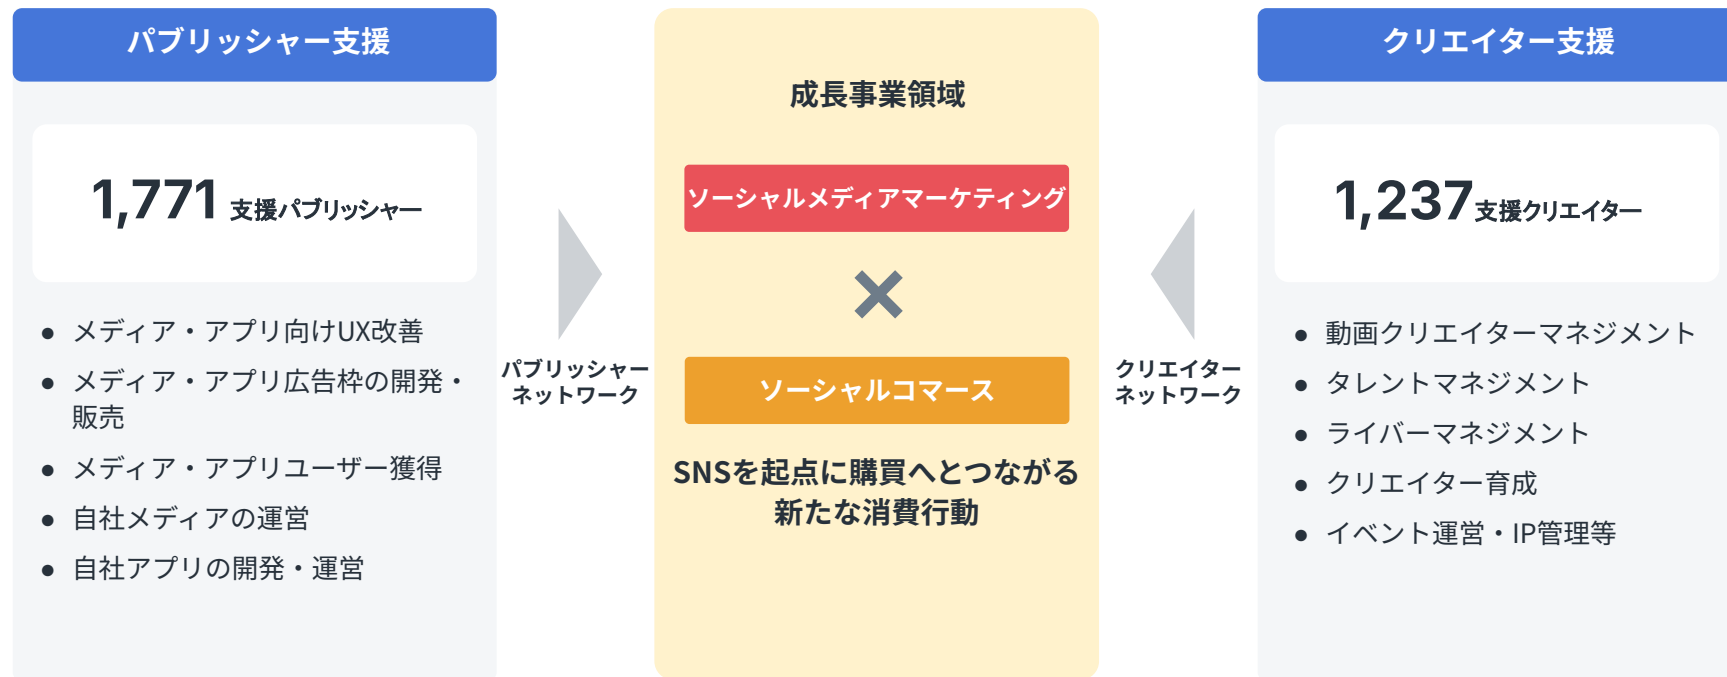 パブリッシャー支援
1,771 支援パブリッシャー
メディア・アプリ向けUX改善
メディア・アプリ広告枠の開発・
販売
メディア・アプリユーザー獲得
自社メディアの運営
自社アプリの開発・運営
パブリッシャー
ネットワーク
成長事業領域
ソーシャルメディアマーケティング
×
ソーシャルコマース
SNSを起点に購買へとつながる
新たな消費行動
クリエイター
ネットワーク
クリエイター支援
1,237 支援クリエイター
動画クリエイターマネジメント
タレントマネジメント
ライバーマネジメント
クリエイター育成
イベント運営・IP管理等